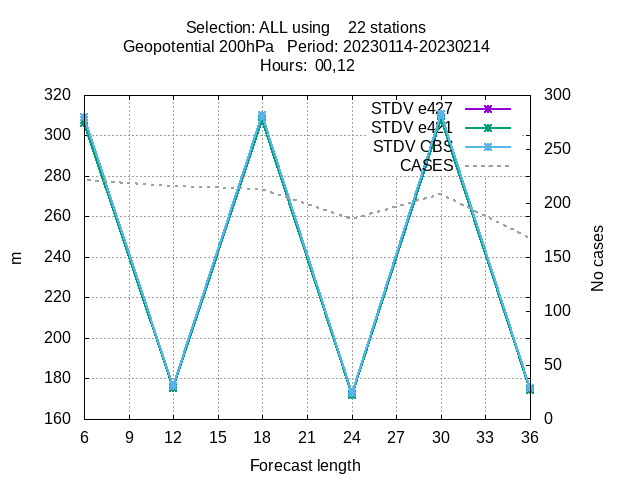 Selection: ALL using 22 stations
Geopotential 200hPa Period: 20230114-20230214
Hours: 00,12
320
300
280
260
240
220
200
180
160
m
STDV e427
STDV OBS
CASES
300
250
200
150
100
50
0
No cases
6 9 12 15 18 21 24 27 30 33 36
Forecast length